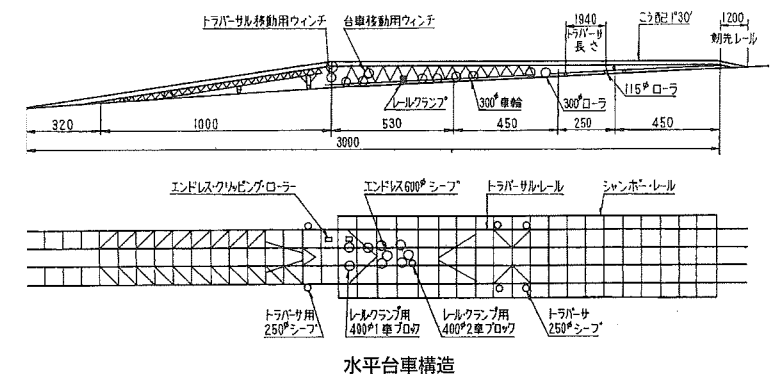 トラバーサル移動用ウィンチ
台車移動用ウィンチ
1940
トラバーサ
長さ
こう配1°30'
1200
剣先レール
レールクランプ
300φ車輪
300φローラ
115φローラ
320
1000
530
450
250
450
3000
エンドレス・クリッピング・ローラー
エンドレス600φシーブ
トラバーサル・レール
シャンボー・レール
トラバーサ用
250φシーブ
レールクランプ用
400φ1車ブロック
レール・クランプ用
400φ2車ブロック
トラバーサ
250φシーブ
水平台車構造